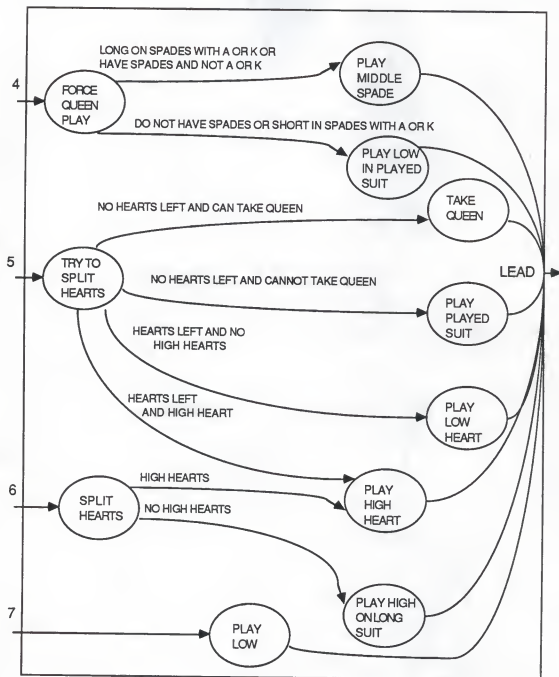 4
LONG ON SPADES WITH A OR K OR
HAVE SPADES AND NOT A OR K
FORCE
QUEEN
PLAY
PLAY
MIDDLE
SPADE
DO NOT HAVE SPADES OR SHORT IN SPADES WITH A OR K
PLAY LOW
IN PLAYED
SUIT
NO HEARTS LEFT AND CAN TAKE QUEEN
TAKE
QUEEN
5
TRY TO
SPLIT
HEARTS
LEAD
NO HEARTS LEFT AND CANNOT TAKE QUEEN
PLAY
PLAYED
SUIT
HEARTS LEFT AND NO
HIGH HEARTS
HEARTS LEFT
AND HIGH HEART
PLAY
LOW
HEART
6
SPLIT
HEARTS
HIGH HEARTS
NO HIGH HEARTS
PLAY
HIGH
HEART
PLAY HIGH
ON LONG
SUIT
7
PLAY
LOW